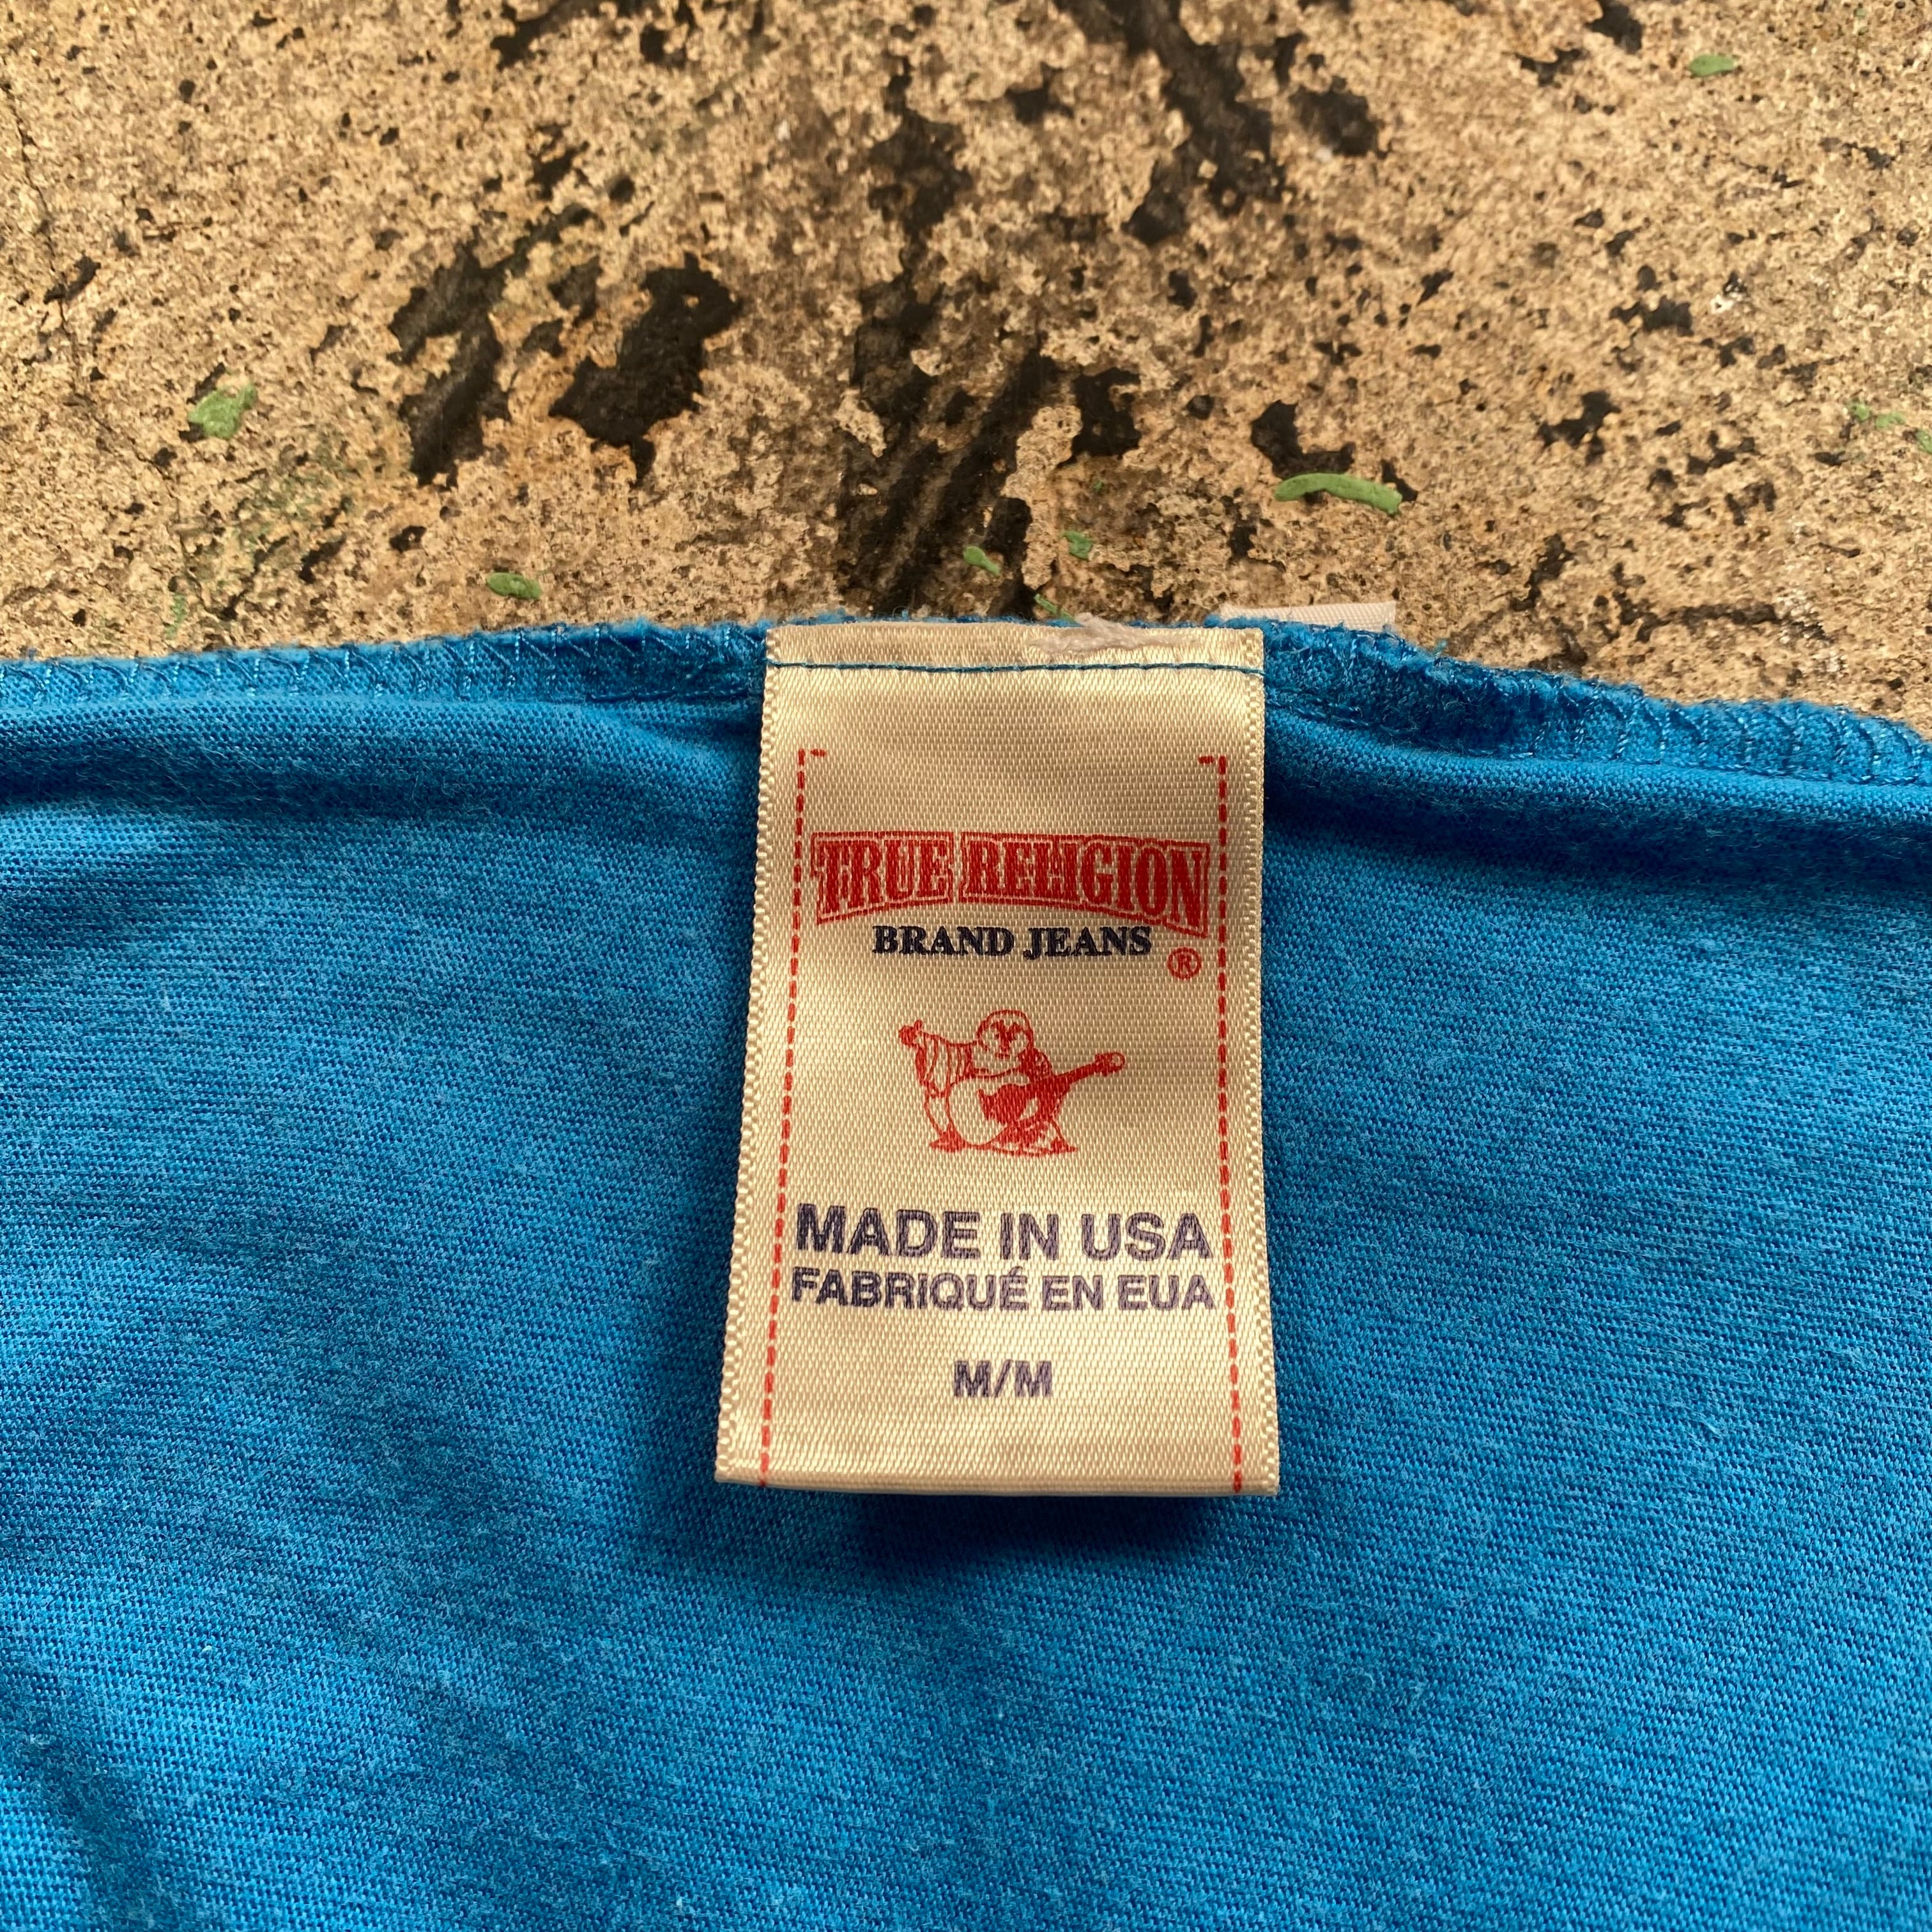 TRUE RELIGION
BRAND JEANS
®
MADE IN USA
FABRIQUÉ EN EUA
M/M